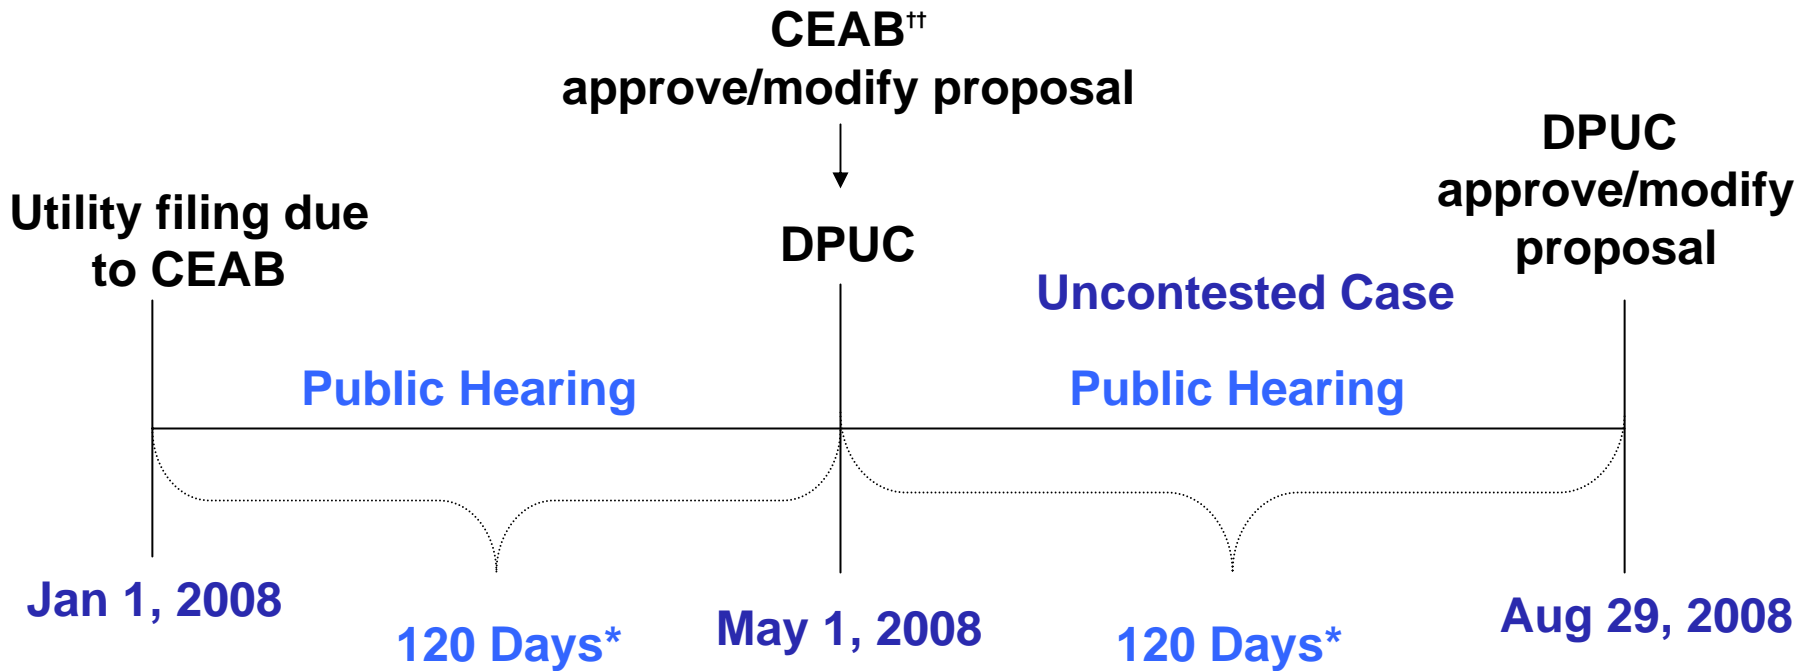 CEAB††
approve/modify proposal
DPUC
approve/modify
proposal
Utility filing due
to CEAB
DPUC
Uncontested Case
Public Hearing
Public Hearing
Jan 1, 2008
120 Days*
May 1, 2008
120 Days*
Aug 29, 2008